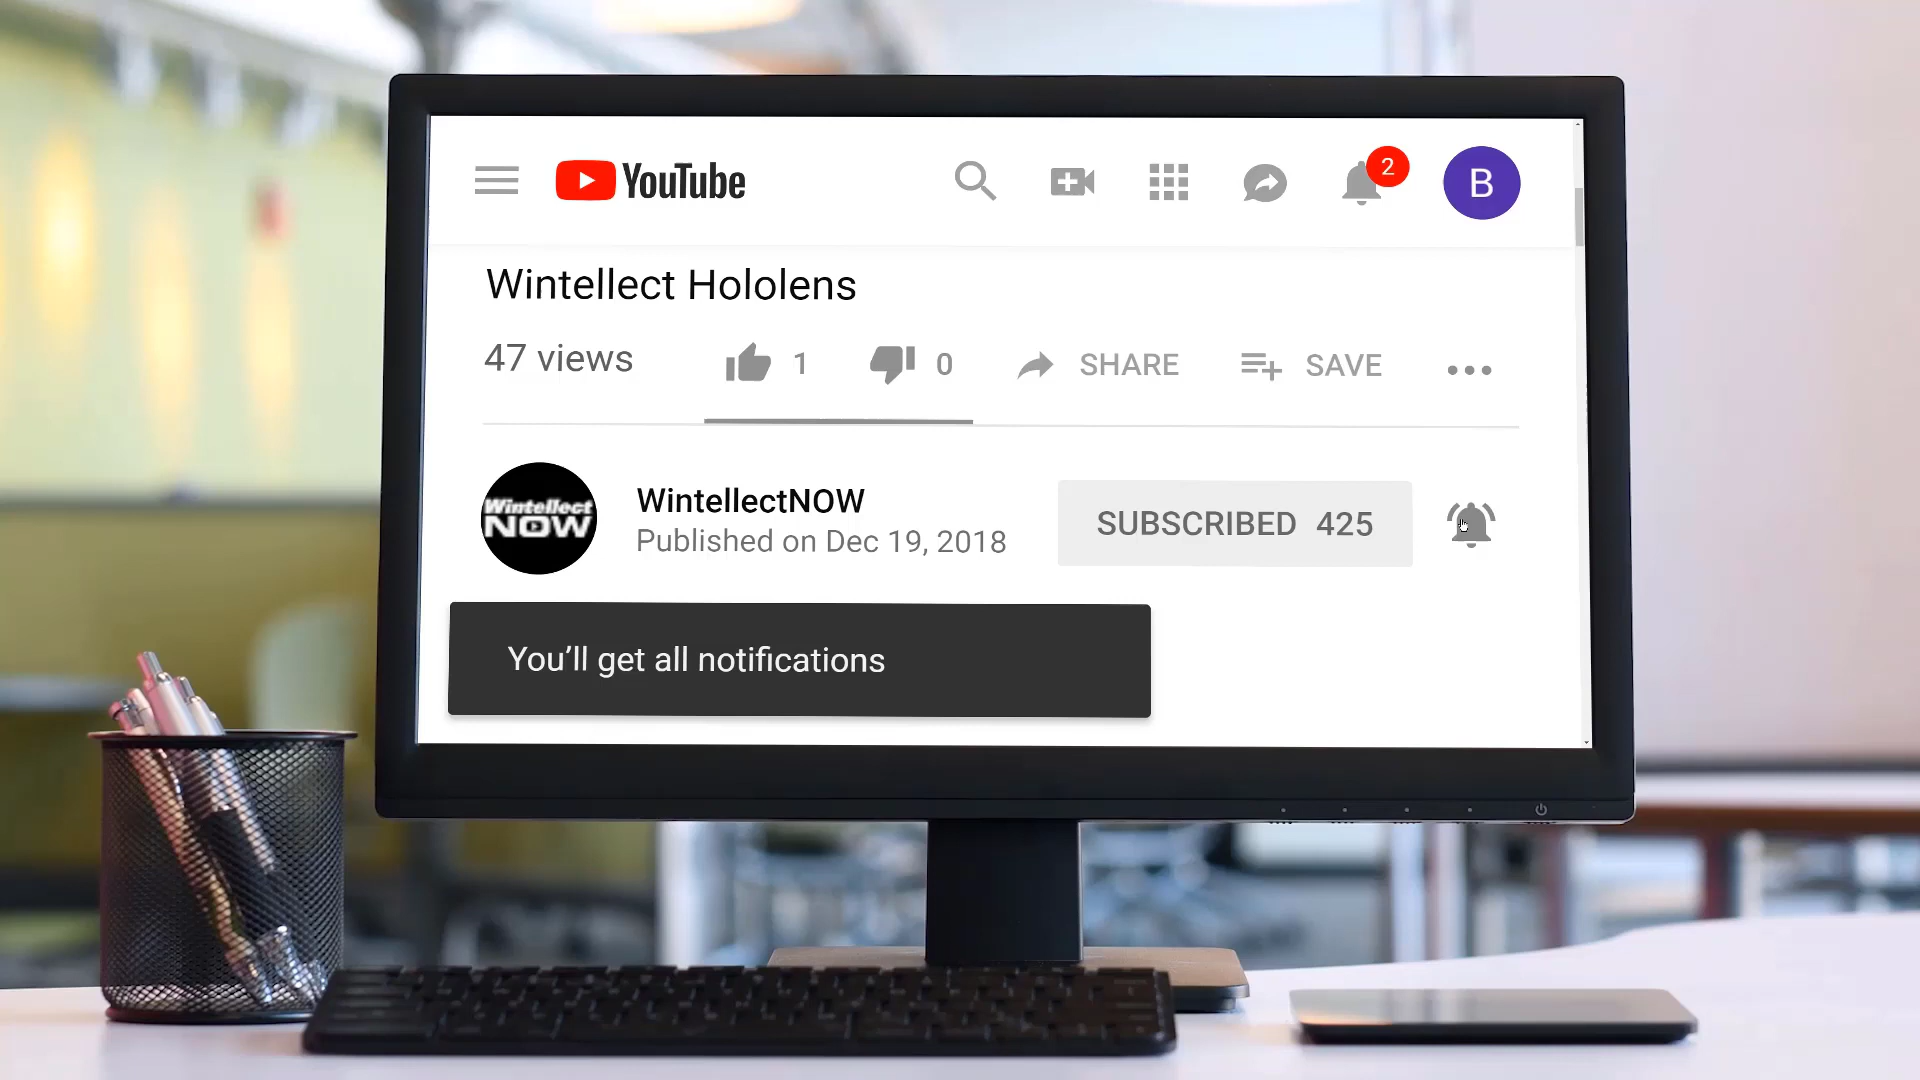 YouTube
2
B
Wintellect Hololens
47 views
1
0
SHARE
SAVE
Wintellect
NOW
WintellectNOW
Published on Dec 19, 2018
SUBSCRIBED 425
You’ll get all notifications